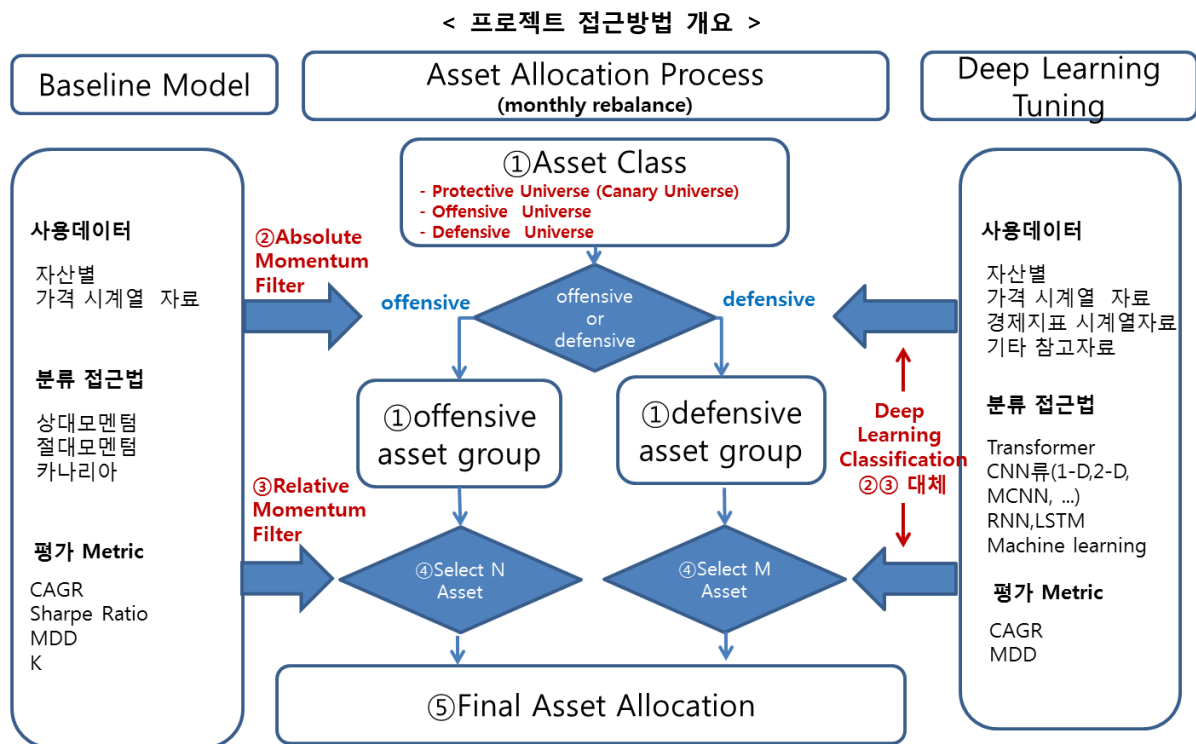 < 프로젝트 접근방법 개요 >
Baseline Model
Asset Allocation Process
(monthly rebalance)
Deep Learning
Tuning
사용데이터
자산별
가격 시계열 자료
분류 접근법
상대모멘텀
절대모멘텀
카나리아
평가 Metric
CAGR
Sharpe Ratio
MDD
K
②Absolute
Momentum
Filter
③Relative
Momentum
Filter
①Asset Class
- Protective Universe (Canary Universe)
- Offensive Universe
- Defensive Universe
offensive
offensive
or
defensive
defensive
①offensive
asset group
①defensive
asset group
④Select N
Asset
④Select M
Asset
⑤Final Asset Allocation
Deep
Learning
Classification
②③ 대체
사용데이터
자산별
가격 시계열 자료
경제지표 시계열자료
기타 참고자료
분류 접근법
Transformer
CNN류(1-D,2-D,
MCNN, ...)
RNN,LSTM
Machine learning
평가 Metric
CAGR
MDD